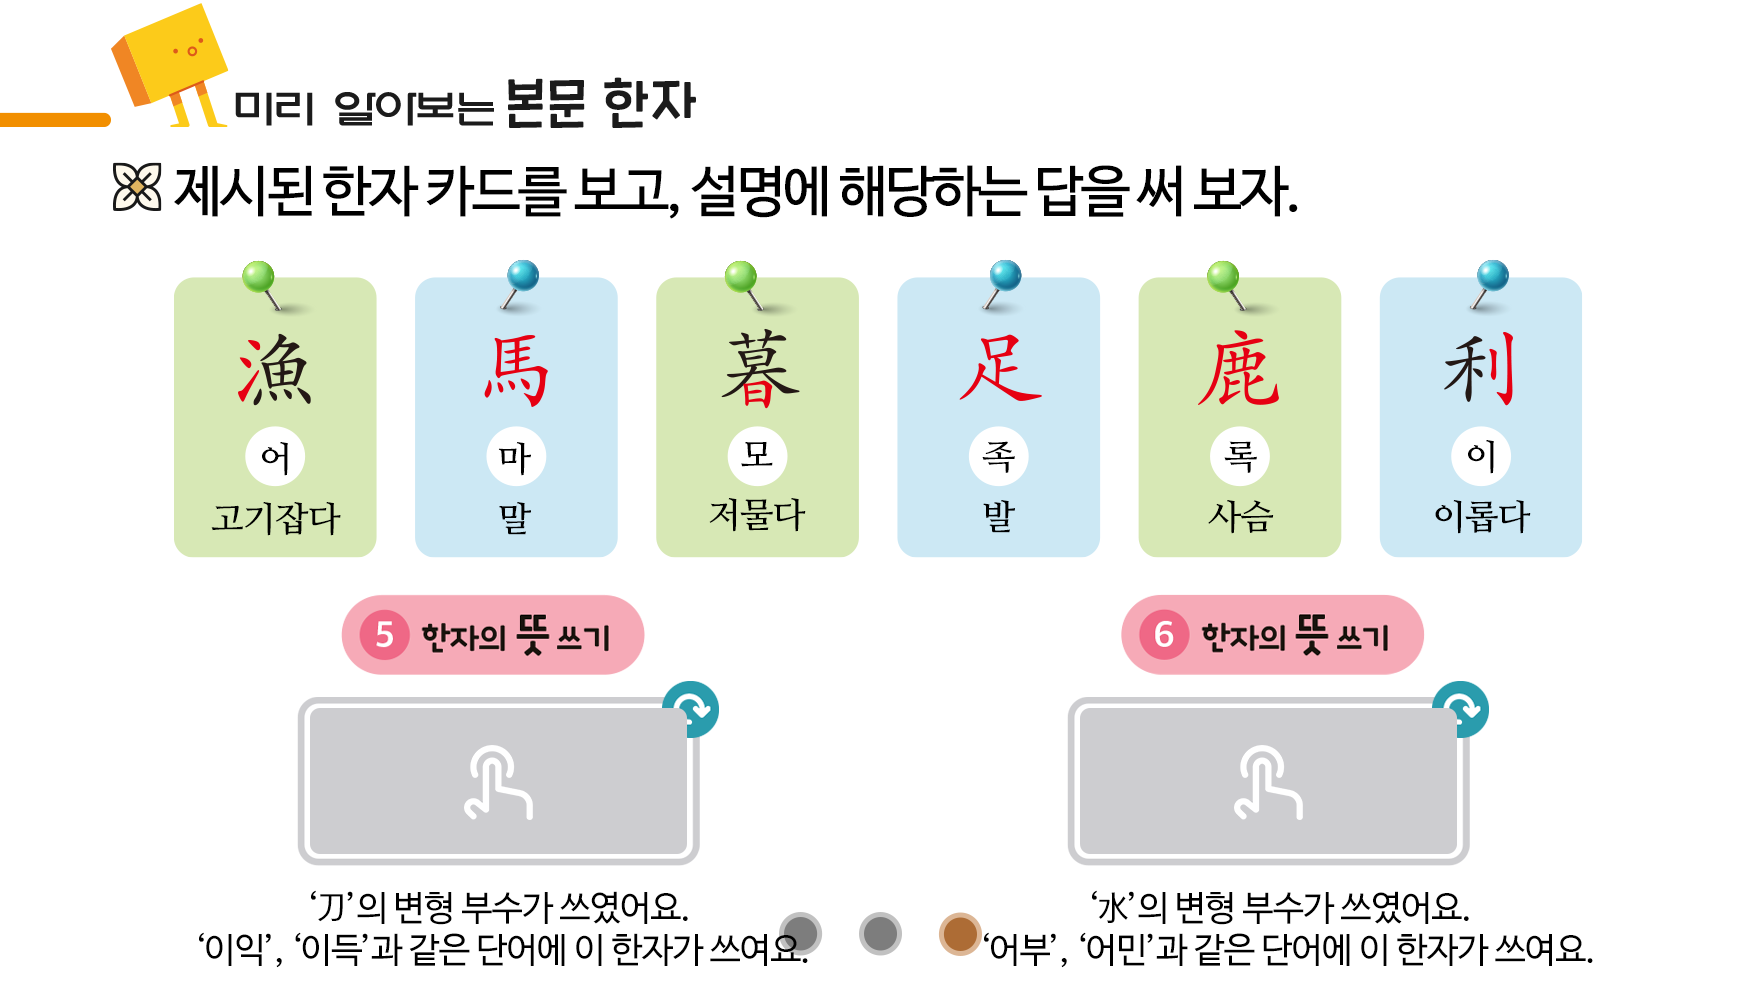 미리 알아보는 본문 한자
제시된 한자 카드를 보고, 설명에 해당하는 답을 써 보자.
漁 馬 暮 足 鹿 利
어 마 모 족 록 이
고기잡다 말 저물다 발 사슴 이롭다
5 한자의 뜻 쓰기
6 한자의 뜻 쓰기
‘刀’의 변형 부수가 쓰였어요.
‘이익’, ‘이득’과 같은 단어에 이 한자가 쓰여요.
‘水’의 변형 부수가 쓰였어요.
‘어부’, ‘어민’과 같은 단어에 이 한자가 쓰여요.